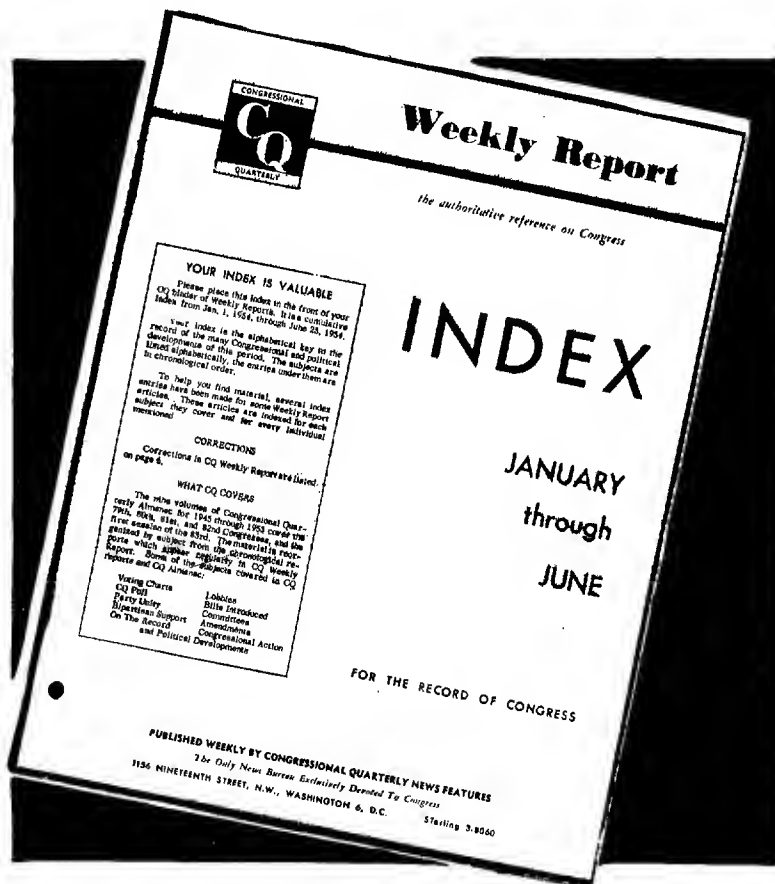 CONGRESSIONAL
CQ
QUARTERLY
Weekly Report
the authoritative reference on Congress
YOUR INDEX IS VALUABLE
Please place this index in the front of your
CQ binder of Weekly Reports. It is a cumulative
index from Jan. 1, 1954, through June 25, 1954.
Your index is the alphabetical key to the
record of the many Congressional and political
developments of this period. The subjects are
listed alphabetically, the entries under them are
in chronological order.
To help you find material, several index
entries have been made for some Weekly Report
articles. These articles are indexed for each
subject they cover and for every individual
mentioned
CORRECTIONS
Corrections in CQ Weekly Report are listed
on page 6.
WHAT CQ COVERS
The nine volumes of Congressional Quar-
terly Almanac for 1945 through 1953 cover the
79th, 80th, 81st, and 82nd Congresses, and the
first session of the 83rd. The material is reor-
ganized by subject from the chronological re-
ports which appear regularly in CQ Weekly
Report. Some of the subjects covered in CQ
reports and CQ Almanac:
Voting Charts Lobbies
CQ Poll Bills Introduced
Party Unity Committees
Bipartisan Support Amendments
On The Record Congressional Action
and Political Developments
INDEX
JANUARY
through
JUNE
FOR THE RECORD OF CONGRESS
PUBLISHED WEEKLY BY CONGRESSIONAL QUARTERLY NEWS FEATURES
The Only News Bureau Exclusively Devoted To Congress
1156 NINETEENTH STREET, N.W., WASHINGTON 6, D.C. STerling 3-8060